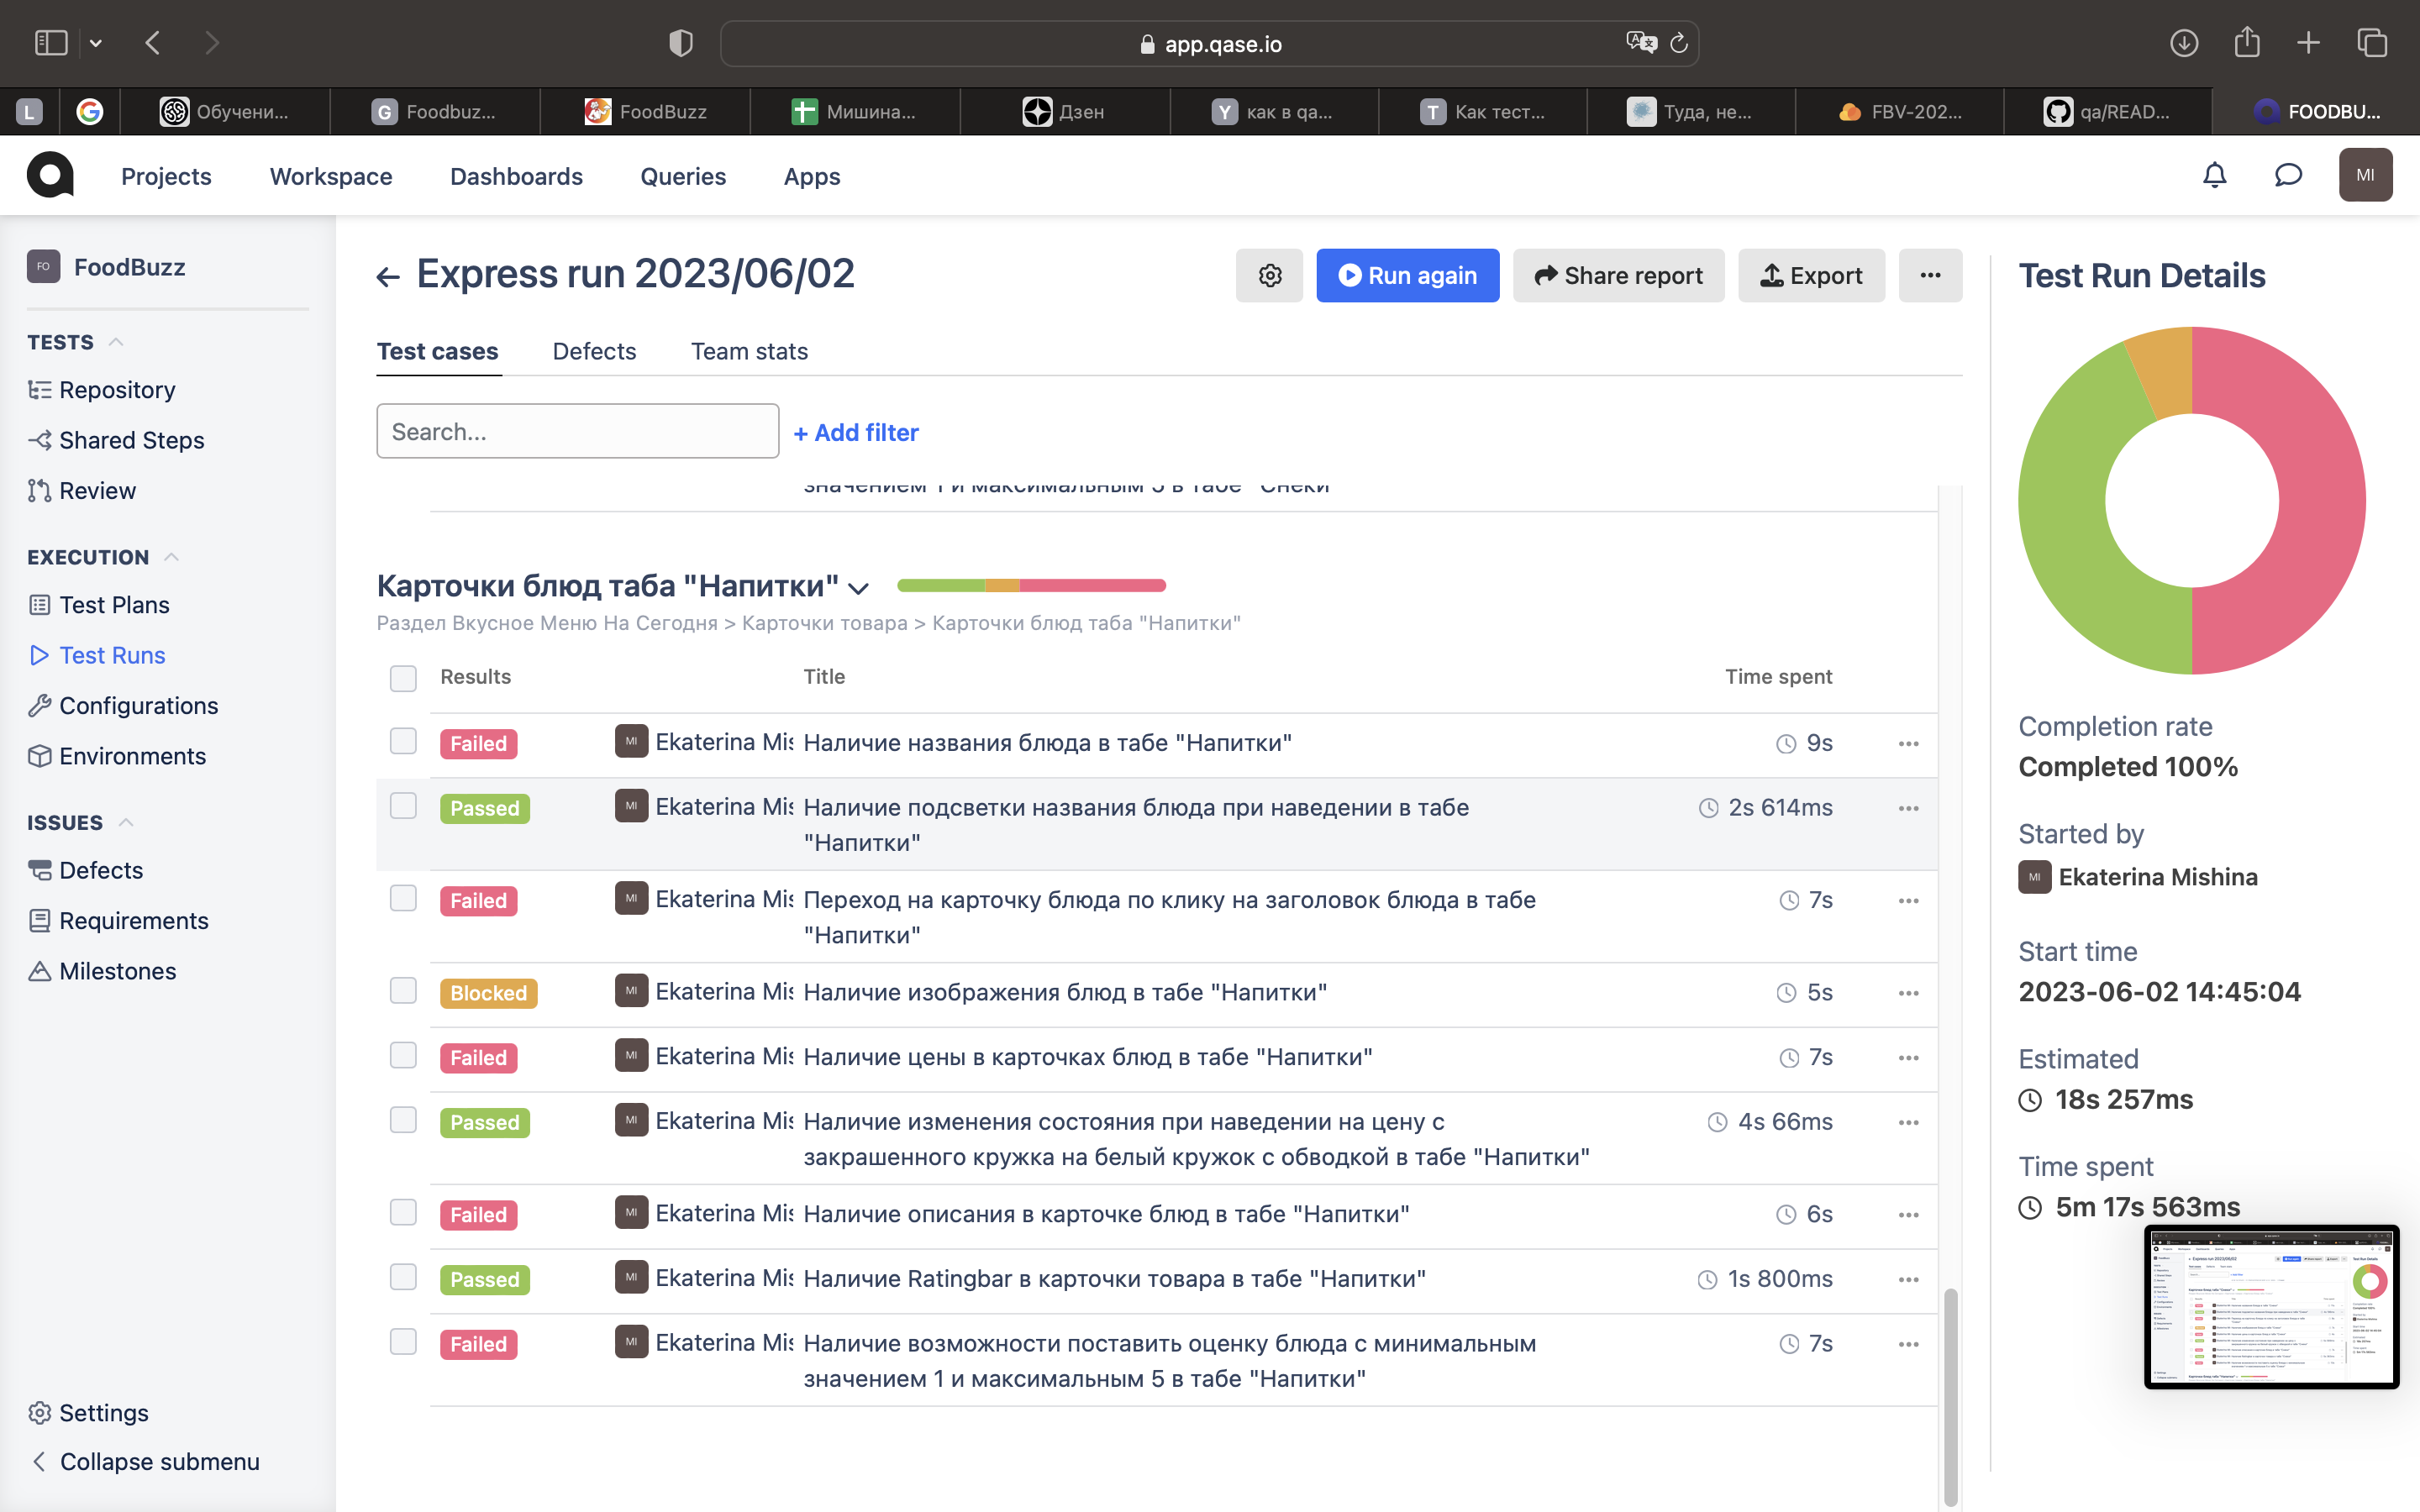 app.qase.io
L
Обучени...
G Foodbuz...
FoodBuzz
Мишина...
Дзен
Y как в qa...
T Как тест...
Туда, не...
FBV-202...
qa/READ...
FOODBU...
Projects
Workspace
Dashboards
Queries
Apps
MI
FO FoodBuzz
TESTS
Repository
Shared Steps
Review
EXECUTION
Test Plans
Test Runs
Configurations
Environments
ISSUES
Defects
Requirements
Milestones
Settings
Collapse submenu
Express run 2023/06/02
Run again
Share report
Export
Test cases
Defects
Team stats
Search...
+ Add filter
значением 1 и максимальным 5 в табе "Снеки"
Карточки блюд таба "Напитки"
Раздел Вкусное Меню На Сегодня > Карточки товара > Карточки блюд таба "Напитки"
Results Title Time spent
Failed MI Ekaterina Mis Наличие названия блюда в табе "Напитки" 9s
Passed MI Ekaterina Mis Наличие подсветки названия блюда при наведении в табе 2s 614ms
"Напитки"
Failed MI Ekaterina Mis Переход на карточку блюда по клику на заголовок блюда в табе 7s
"Напитки"
Blocked MI Ekaterina Mis Наличие изображения блюд в табе "Напитки" 5s
Failed MI Ekaterina Mis Наличие цены в карточках блюд в табе "Напитки" 7s
Passed MI Ekaterina Mis Наличие изменения состояния при наведении на цену с 4s 66ms
закрашенного кружка на белый кружок с обводкой в табе "Напитки"
Failed MI Ekaterina Mis Наличие описания в карточке блюд в табе "Напитки" 6s
Passed MI Ekaterina Mis Наличие Ratingbar в карточки товара в табе "Напитки" 1s 800ms
Failed MI Ekaterina Mis Наличие возможности поставить оценку блюда с минимальным 7s
значением 1 и максимальным 5 в табе "Напитки"
Test Run Details
Completion rate
Completed 100%
Started by
MI Ekaterina Mishina
Start time
2023-06-02 14:45:04
Estimated
18s 257ms
Time spent
5m 17s 563ms